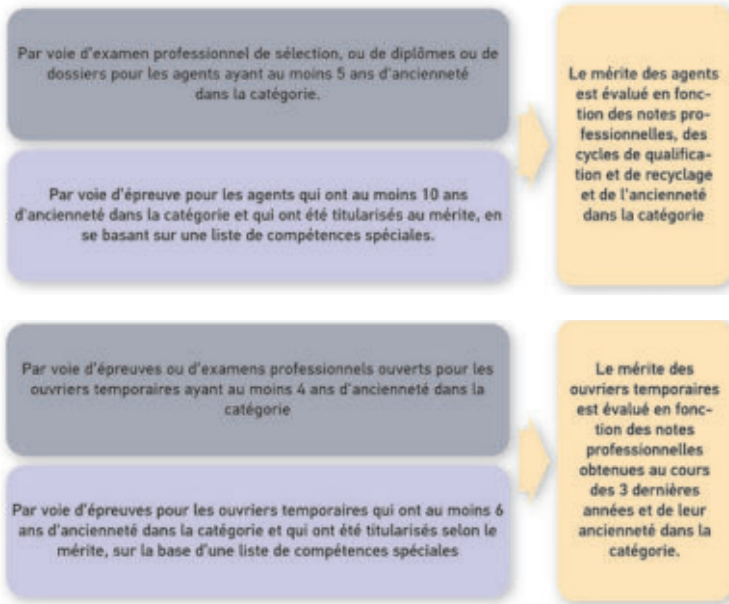 Par voie d'examen professionnel de sélection, ou de diplômes ou de
dossiers pour les agents ayant au moins 5 ans d'ancienneté
dans la catégorie.
Par voie d'épreuve pour les agents qui ont au moins 10 ans
d'ancienneté dans la catégorie et qui ont été titularisés au mérite, en
se basant sur une liste de compétences spéciales.
Le mérite des agents
est évalué en fonc-
tion des notes pro-
fessionnelles, des
cycles de qualifica-
tion et de recyclage
et de l'ancienneté
dans la catégorie
Par voie d'épreuves ou d'examens professionnels ouverts pour les
ouvriers temporaires ayant au moins 4 ans d'ancienneté dans la
catégorie
Par voie d'épreuves pour les ouvriers temporaires qui ont au moins 6
ans d'ancienneté dans la catégorie et qui ont été titularisés selon le
mérite, sur la base d'une liste de compétences spéciales
Le mérite des
ouvriers temporaires
est évalué en fonc-
tion des notes
professionnelles
obtenues au cours
des 3 dernières
années et de leur
ancienneté dans la
catégorie.